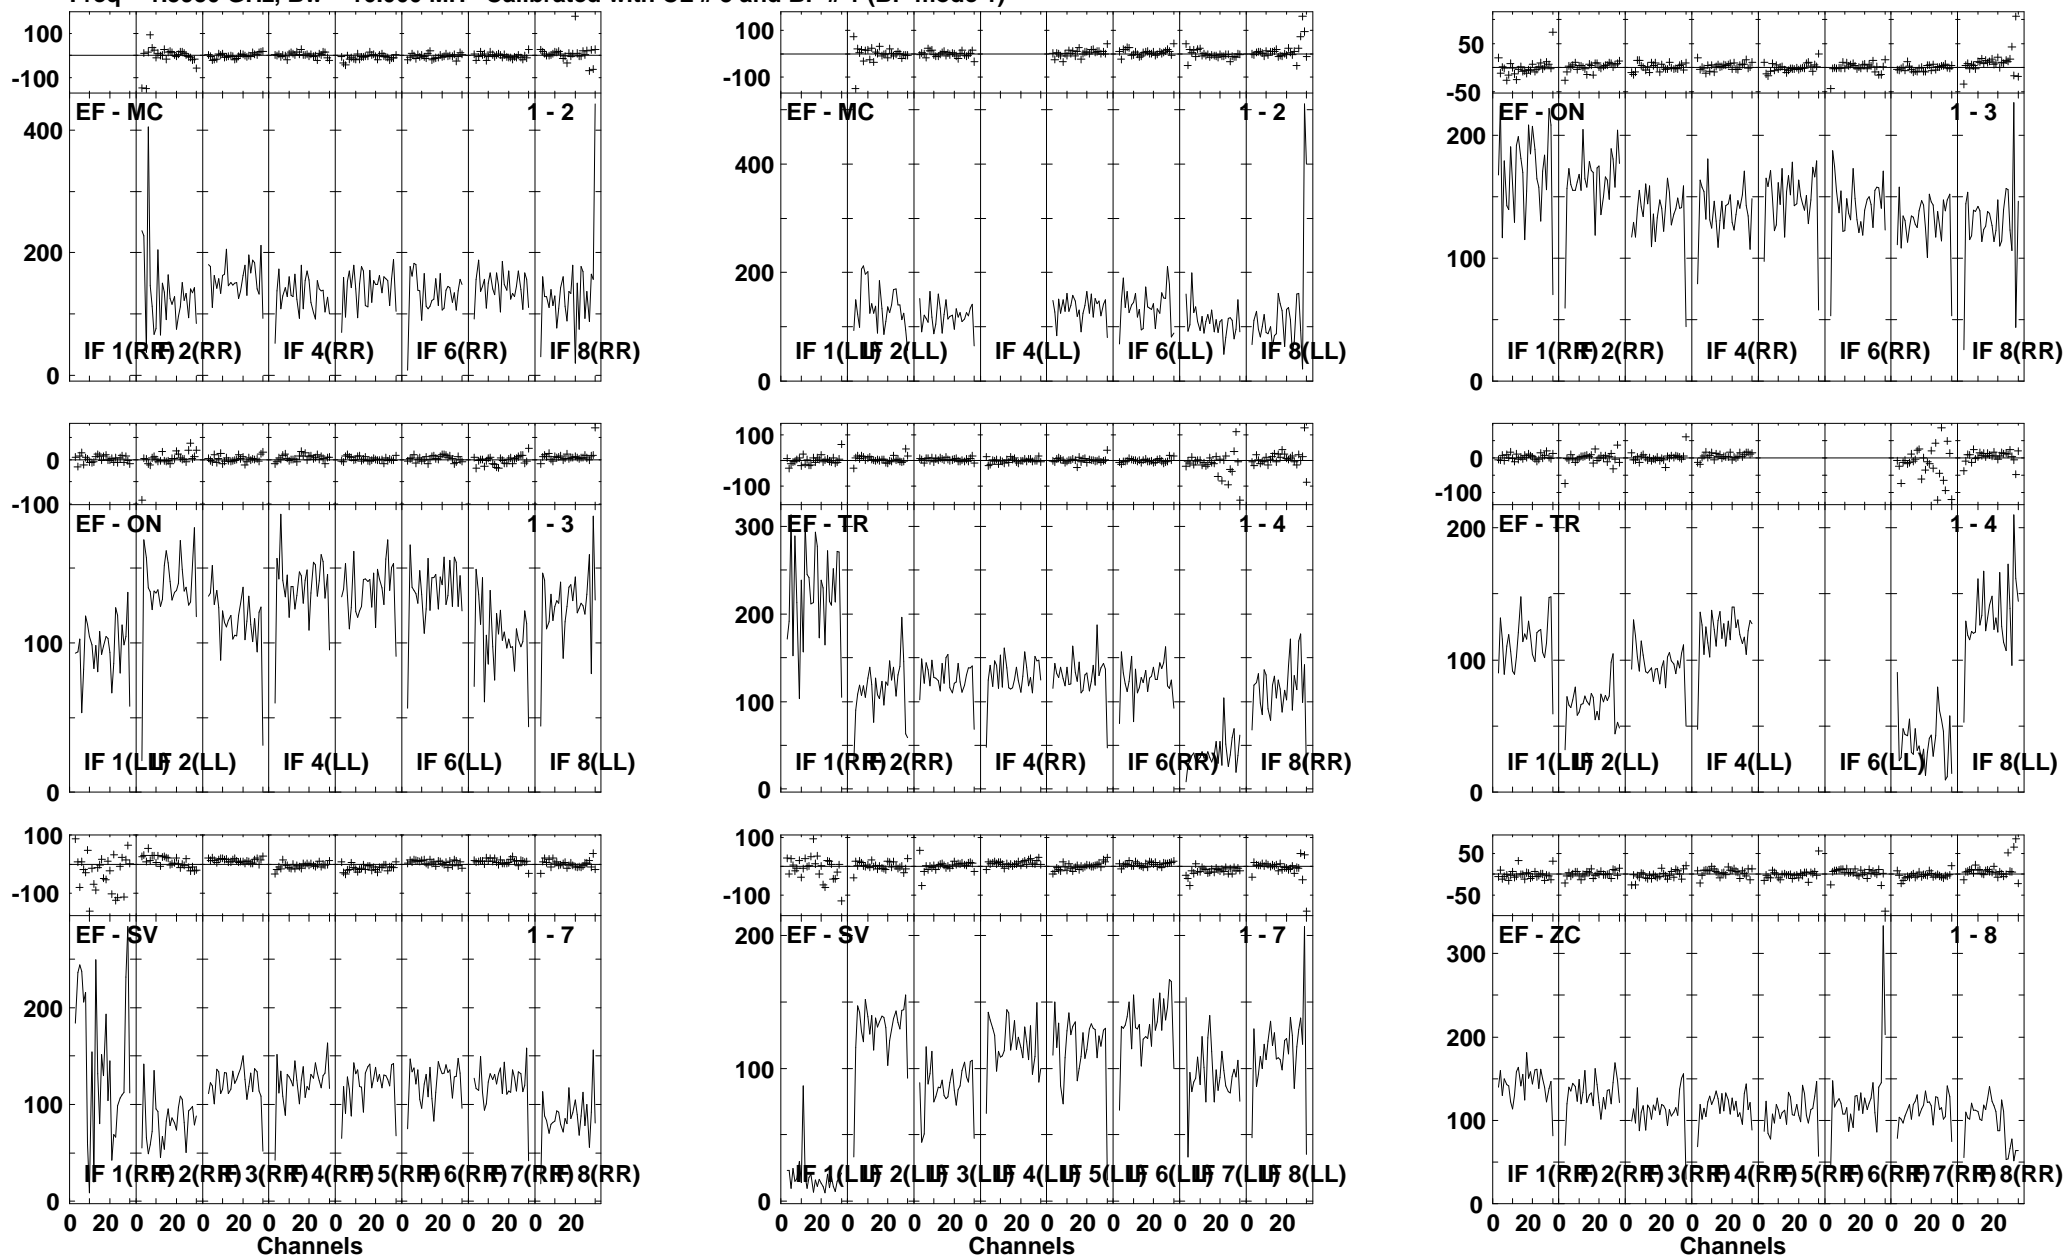 GHz, Calibrated with and
100
-100
EF - MC 1 - 2
400
200
0
IF 1(RR) IF 2(RR) IF 4(RR) IF 6(RR) IF 8(RR)
100
-100
EF - MC 1 - 2
400
200
0
IF 1(LL) IF 2(LL) IF 4(LL) IF 6(LL) IF 8(LL)
50
-50
EF - ON 1 - 3
200
100
0
IF 1(RR) IF 2(RR) IF 4(RR) IF 6(RR) IF 8(RR)
0
-100
EF - ON 1 - 3
100
0
IF 1(LL) IF 2(LL) IF 4(LL) IF 6(LL) IF 8(LL)
100
-100
EF - TR 1 - 4
300
200
100
0
IF 1(RR) IF 2(RR) IF 4(RR) IF 6(RR) IF 8(RR)
0
-100
EF - TR 1 - 4
200
100
0
IF 1(LL) IF 2(LL) IF 4(LL) IF 6(LL) IF 8(LL)
100
-100
EF - SV 1 - 7
200
100
0
IF 1(RR) IF 2(RR) IF 3(RR) IF 4(RR) IF 5(RR) IF 6(RR) IF 7(RR) IF 8(RR)
0 20 0 20 0 20 0 20 0 20 0 20 0 20 0 20
Channels
100
-100
EF - SV 1 - 7
200
100
0
IF 1(LL) IF 2(LL) IF 3(LL) IF 4(LL) IF 5(LL) IF 6(LL) IF 7(LL) IF 8(LL)
0 20 0 20 0 20 0 20 0 20 0 20 0 20 0 20
Channels
50
-50
EF - ZC 1 - 8
300
200
100
0
IF 1(RR) IF 2(RR) IF 3(RR) IF 4(RR) IF 5(RR) IF 6(RR) IF 7(RR) IF 8(RR)
0 20 0 20 0 20 0 20 0 20 0 20 0 20 0 20
Channels